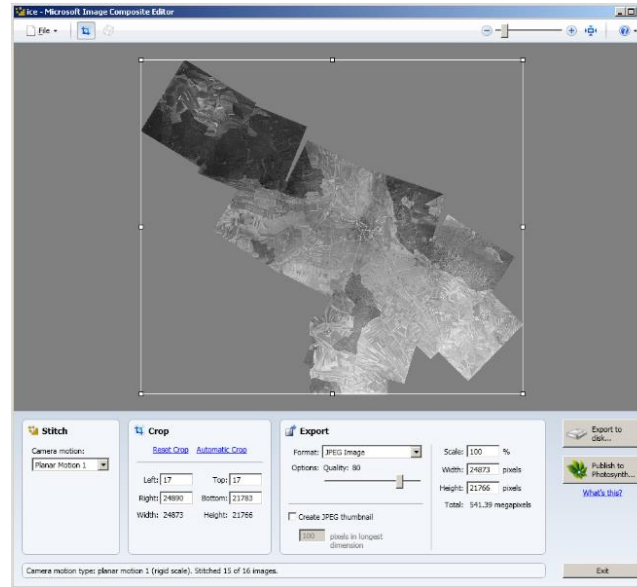 ice - Microsoft Image Composite Editor
File
Stitch
Camera motion:
Planar Motion 1
Crop
Reset Crop Automatic Crop
Left: 17 Top: 17
Right: 24890 Bottom: 21783
Width: 24873 Height: 21766
Export
Format: JPEG Image
Options: Quality: 80
Create JPEG thumbnail
100 pixels in longest
dimension
Scale: 100 %
Width: 24873 pixels
Height: 21766 pixels
Total: 541.39 megapixels
Export to
disk...
Publish to
Photosynth...
What's this?
Camera motion type: planar motion 1 (rigid scale). Stitched 15 of 16 images.
Exit